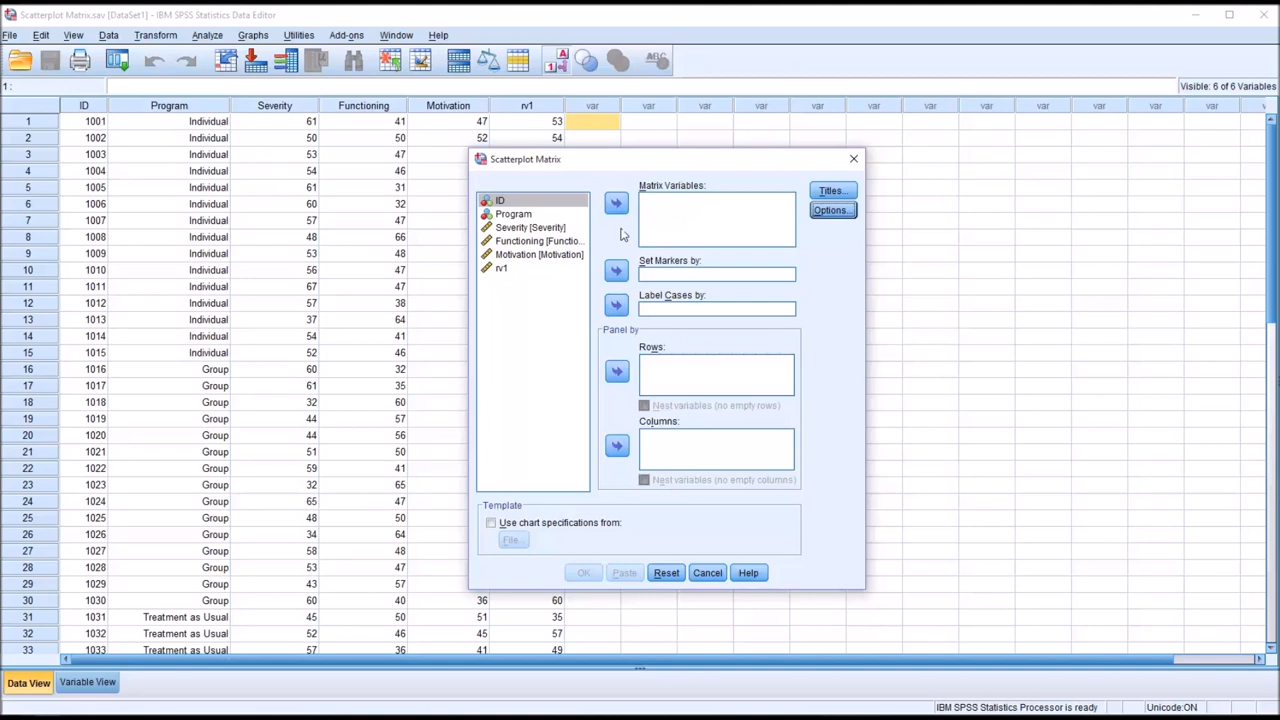 Scatterplot Matrix.sav [DataSet1] - IBM SPSS Statistics Data Editor
File Edit View Data Transform Analyze Graphs Utilities Add-ons Window Help
1 :
Visible: 6 of 6 Variables
ID Program Severity Functioning Motivation rv1 var var var var var var var var var var var var
1 1001 Individual 61 41 47 53
2 1002 Individual 50 50 52 54
3 1003 Individual 53 47
4 1004 Individual 54 46
5 1005 Individual 61 31
6 1006 Individual 60 32
7 1007 Individual 57 47
8 1008 Individual 48 66
9 1009 Individual 53 48
10 1010 Individual 56 47
11 1011 Individual 67 47
12 1012 Individual 57 38
13 1013 Individual 37 64
14 1014 Individual 54 41
15 1015 Individual 52 46
16 1016 Group 60 32
17 1017 Group 61 35
18 1018 Group 32 60
19 1019 Group 44 57
20 1020 Group 44 56
21 1021 Group 51 50
22 1022 Group 59 41
23 1023 Group 32 65
24 1024 Group 65 47
25 1025 Group 48 50
26 1026 Group 34 64
27 1027 Group 58 48
28 1028 Group 53 48
29 1029 Group 43 57
30 1030 Group 60 40 36 60
31 1031 Treatment as Usual 45 50 51 35
32 1032 Treatment as Usual 52 46 45 57
33 1033 Treatment as Usual 57 36 41 49
Scatterplot Matrix
ID
Program
Severity [Severity]
Functioning [Functio...
Motivation [Motivation]
rv1
Matrix Variables:
Titles...
Options...
Set Markers by:
Label Cases by:
Panel by
Rows:
Nest variables (no empty rows)
Columns:
Nest variables (no empty columns)
Template
Use chart specifications from:
File...
OK Paste Reset Cancel Help
Data View Variable View
IBM SPSS Statistics Processor is ready
Unicode:ON